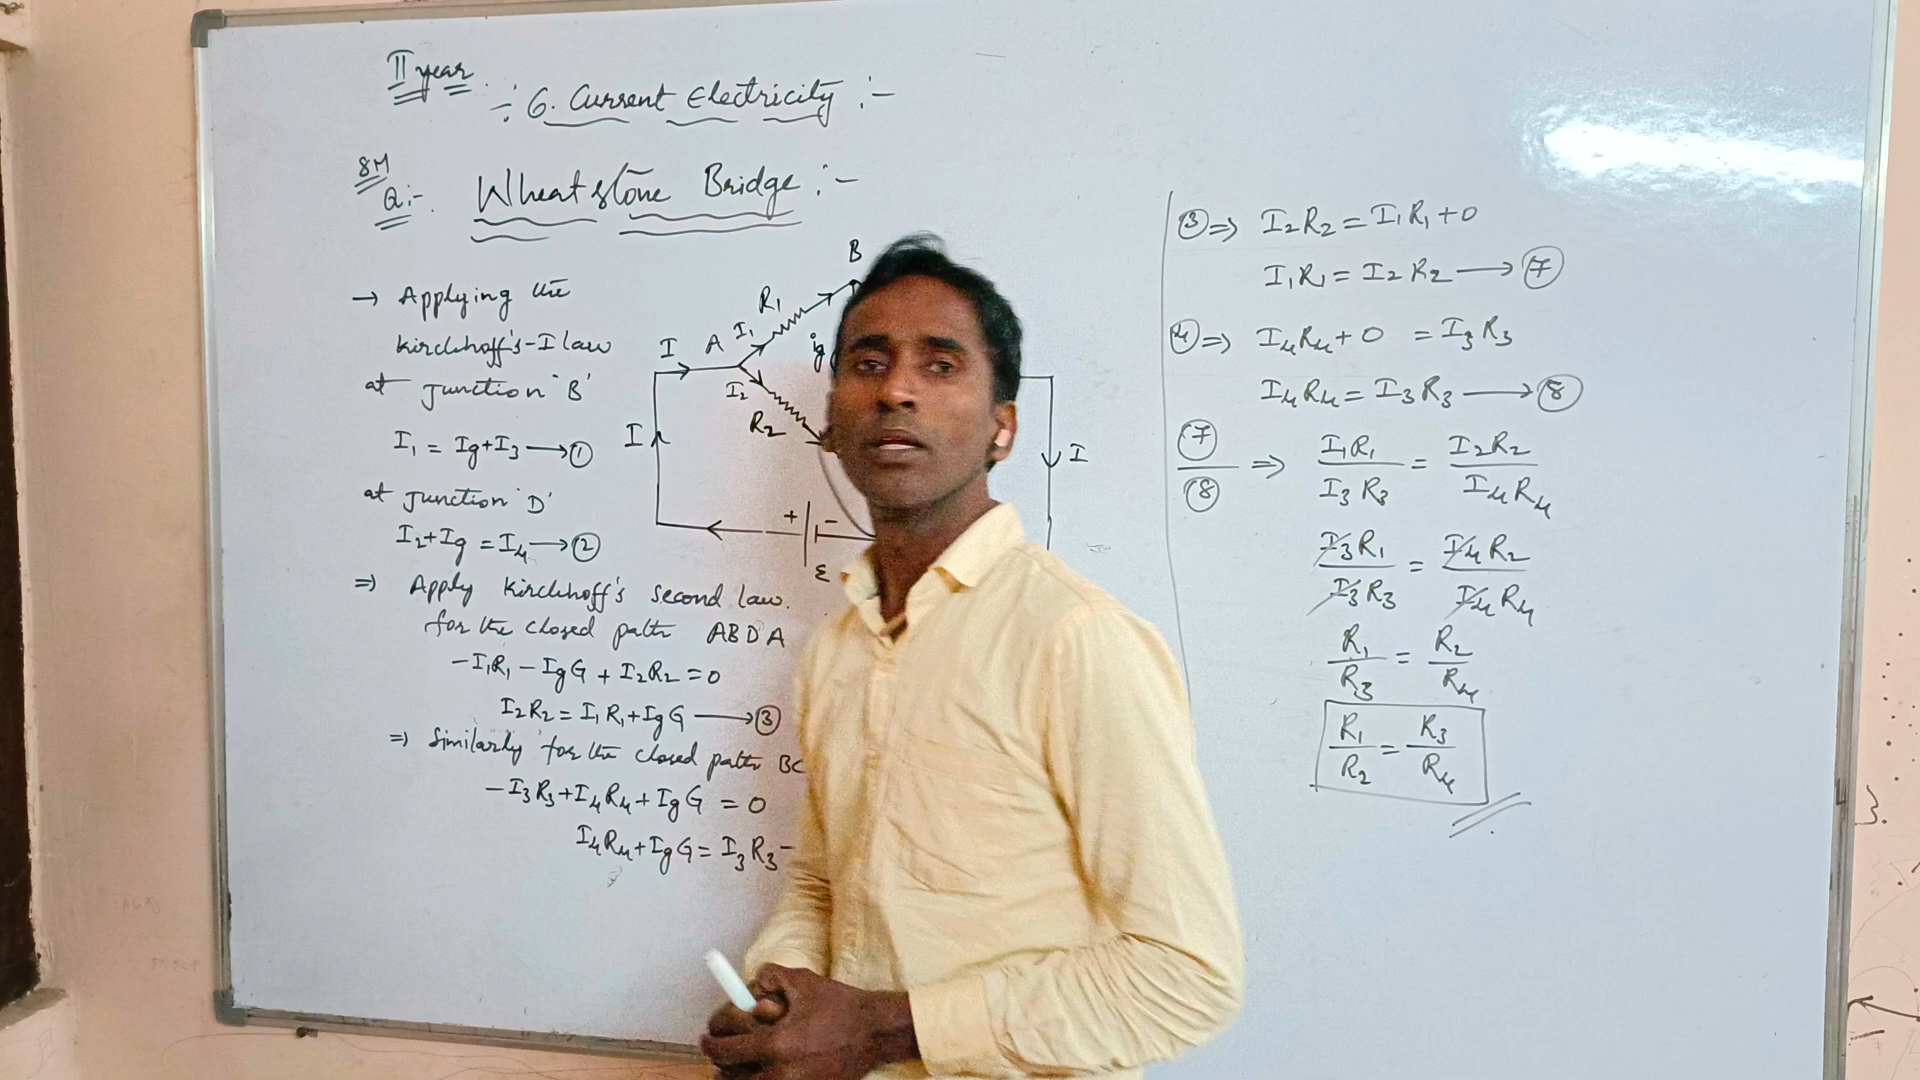 II year
:- 6. Current Electricity :-
8M
Q:- Wheatstone Bridge :-
→ Applying the
Kirchhoff's - I law
at Junction 'B'
I₁ = Ig + I₃ → ①
at Junction 'D'
I₂ + Ig = I₄ → ②
⇒ Apply Kirchhoff's second law.
for the closed path ABDA
-I₁R₁ - IgG + I₂R₂ = 0
I₂R₂ = I₁R₁ + IgG → ③
⇒ Similarly for the closed path BC
-I₃R₃ + I₄R₄ + IgG = 0
I₄R₄ + IgG = I₃R₃ -
B
R₁
I A I₁
ig
I₂
R₂
I
I
+ -
ε
③ ⇒ I₂R₂ = I₁R₁ + 0
I₁R₁ = I₂R₂ → ⑦
④ ⇒ I₄R₄ + 0 = I₃R₃
I₄R₄ = I₃R₃ → ⑧
⑦/⑧ ⇒ I₁R₁/I₃R₃ = I₂R₂/I₄R₄
I₃R₁/I₃R₃ = I₄R₂/I₄R₄
R₁/R₃ = R₂/R₄
R₁/R₂ = R₃/R₄